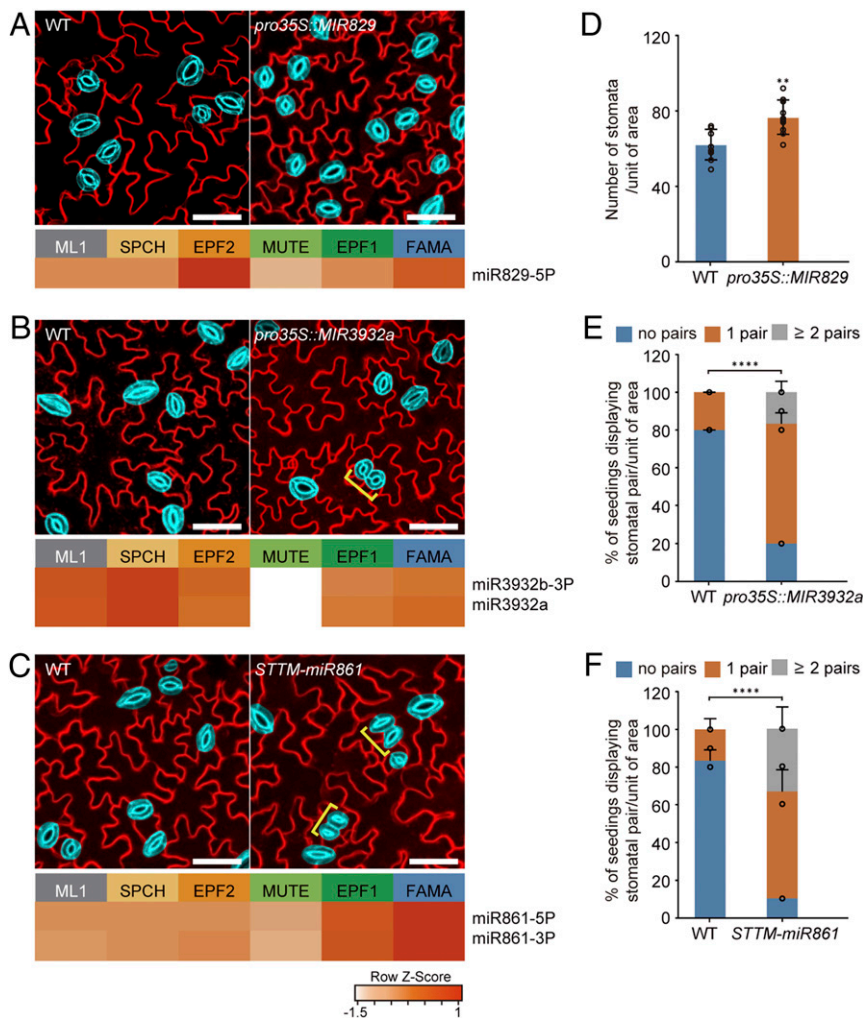 A
WT
pro35S::MIR829
ML1 SPCH EPF2 MUTE EPF1 FAMA
miR829-5P
B
WT
pro35S::MIR3932a
ML1 SPCH EPF2 MUTE EPF1 FAMA
miR3932b-3P
miR3932a
C
WT
STTM-miR861
ML1 SPCH EPF2 MUTE EPF1 FAMA
miR861-5P
miR861-3P
Row Z-Score
-1.5 1
D
Number of stomata
/unit of area
120
80
60
40
0
**
WT pro35S::MIR829
E
no pairs 1 pair ≥ 2 pairs
% of seedings displaying
stomatal pair/unit of area
120
100
80
60
40
20
0
****
WT pro35S::MIR3932a
F
no pairs 1 pair ≥ 2 pairs
% of seedings displaying
stomatal pair/unit of area
120
100
80
60
40
20
0
****
WT STTM-miR861